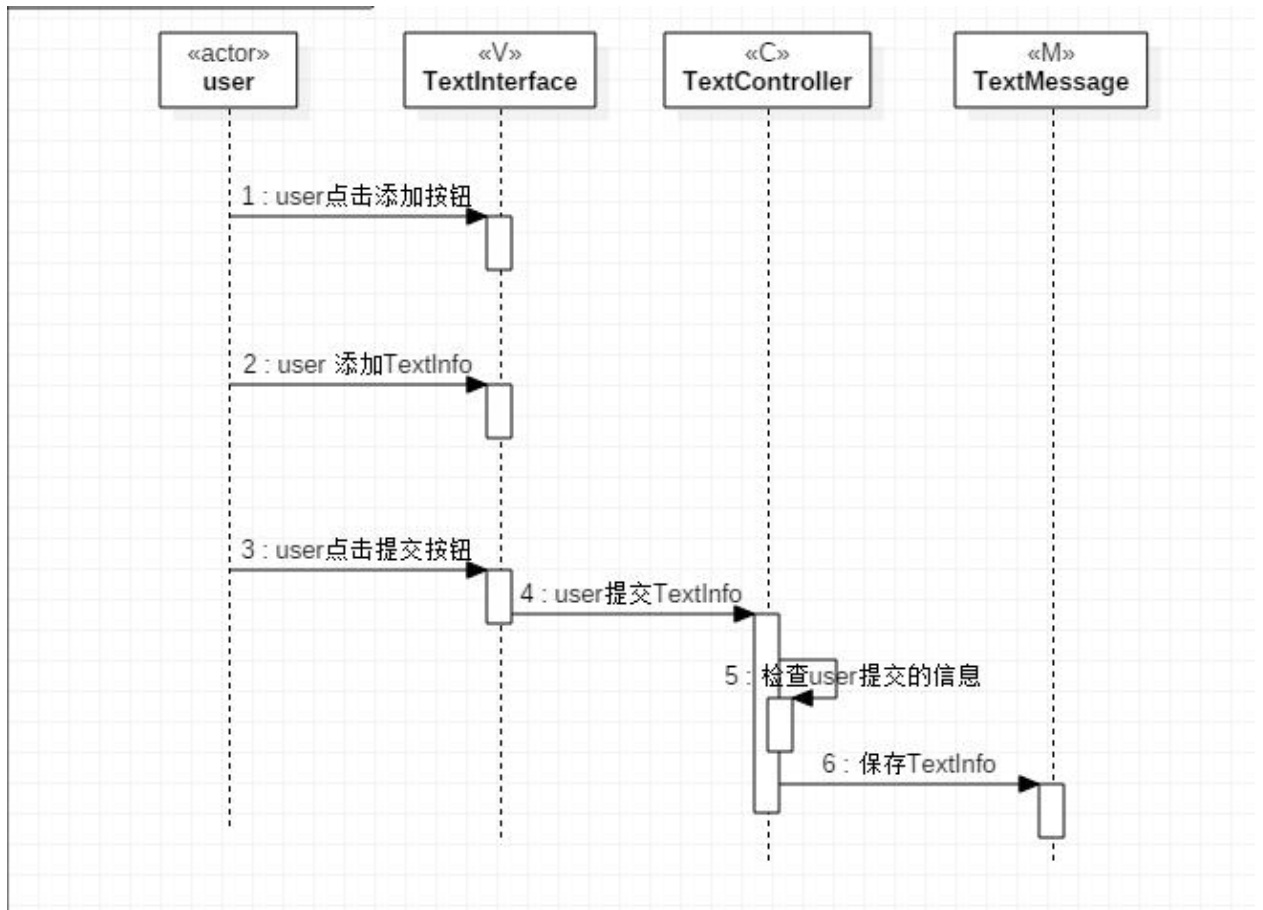 «actor»
user
«V»
TextInterface
«C»
TextController
«M»
TextMessage
1 : user点击添加按钮
2 : user 添加TextInfo
3 : user点击提交按钮
4 : user提交TextInfo
5 : 检查user提交的信息
6 : 保存TextInfo